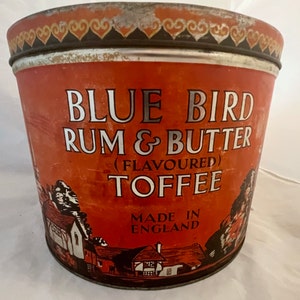 BLUE BIRD
RUM & BUTTER
(FLAVOURED)
TOFFEE
MADE IN
ENGLAND